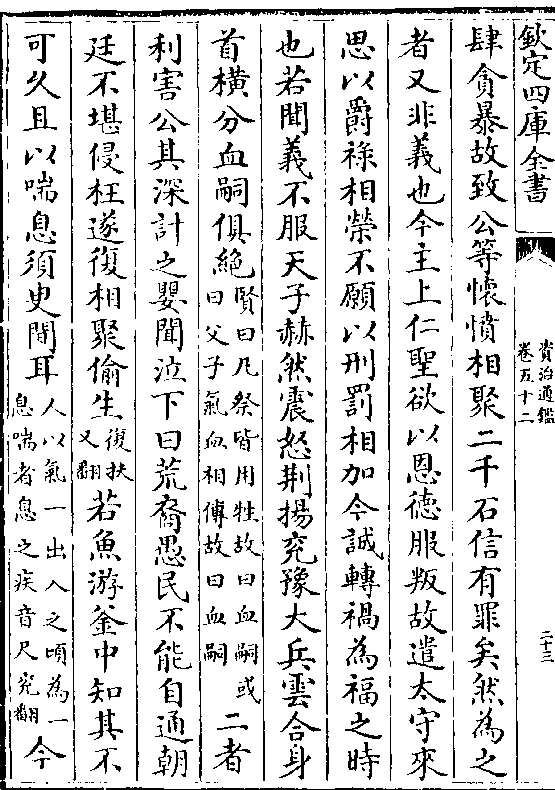 欽定四庫全書
資治通鑑
卷五十二
二十三
肆貪暴故致公等懷憤相聚二千石信有罪矣然為之
者又非義也今主上仁聖欲以恩德服叛故遣太守來
思以爵祿相榮不願以刑罰相加今誠轉禍為福之時
也若聞義不服天子赫然震怒荆揚兖豫大兵雲合身
首橫分血嗣俱絶賢曰凡祭皆用牲故曰血嗣或曰父子氣血相傳故曰血嗣二者
利害公其深計之嬰聞泣下曰荒裔愚民不能自通朝
廷不堪侵枉遂復相聚偷生復扶又翻若魚游釜中知其不
可久且以喘息須臾間耳人以氣一出入之頃為一息喘者息之疾音尺兖翻今